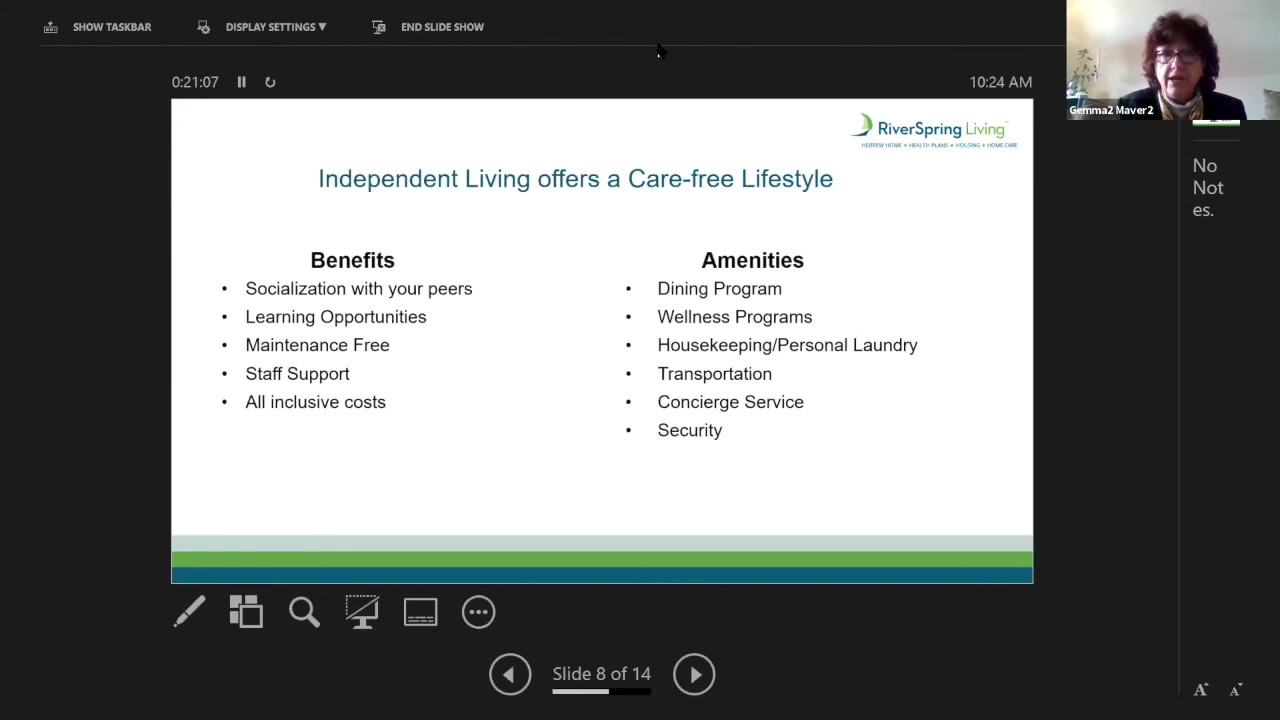 SHOW TASKBAR
DISPLAY SETTINGS ▼
END SLIDE SHOW
Gemma2 Maver2
0:21:07
10:24 AM
RiverSpring Living™
HEBREW HOME • HEALTH PLANS • HOUSING • HOME CARE
No
Not
es.
Independent Living offers a Care-free Lifestyle
Benefits
• Socialization with your peers
• Learning Opportunities
• Maintenance Free
• Staff Support
• All inclusive costs
Amenities
• Dining Program
• Wellness Programs
• Housekeeping/Personal Laundry
• Transportation
• Concierge Service
• Security
Slide 8 of 14
A A